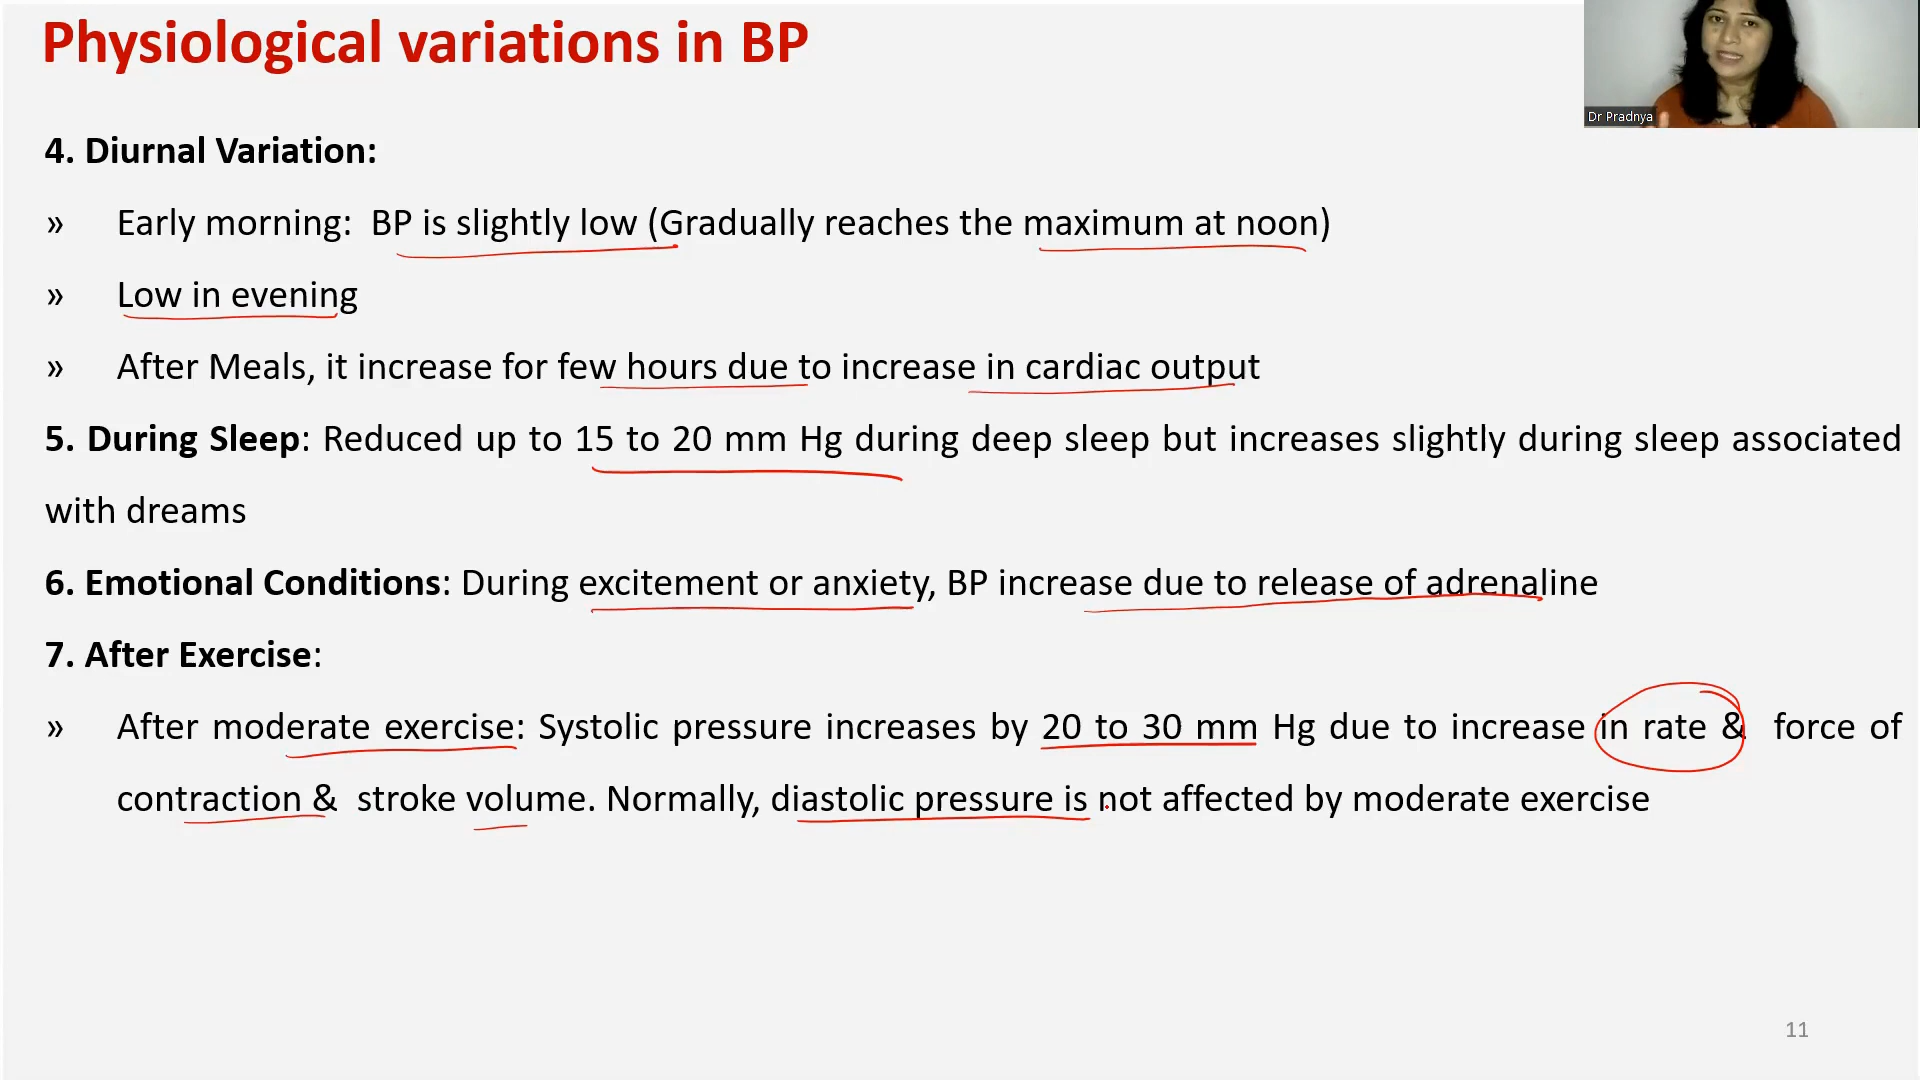 Physiological variations in BP
Dr Pradnya
4. Diurnal Variation:
» Early morning:  BP is slightly low (Gradually reaches the maximum at noon)
» Low in evening
» After Meals, it increase for few hours due to increase in cardiac output
5. During Sleep: Reduced up to 15 to 20 mm Hg during deep sleep but increases slightly during sleep associated
with dreams
6. Emotional Conditions: During excitement or anxiety, BP increase due to release of adrenaline
7. After Exercise:
» After moderate exercise: Systolic pressure increases by 20 to 30 mm Hg due to increase in rate &  force of
contraction &  stroke volume. Normally, diastolic pressure is not affected by moderate exercise
11